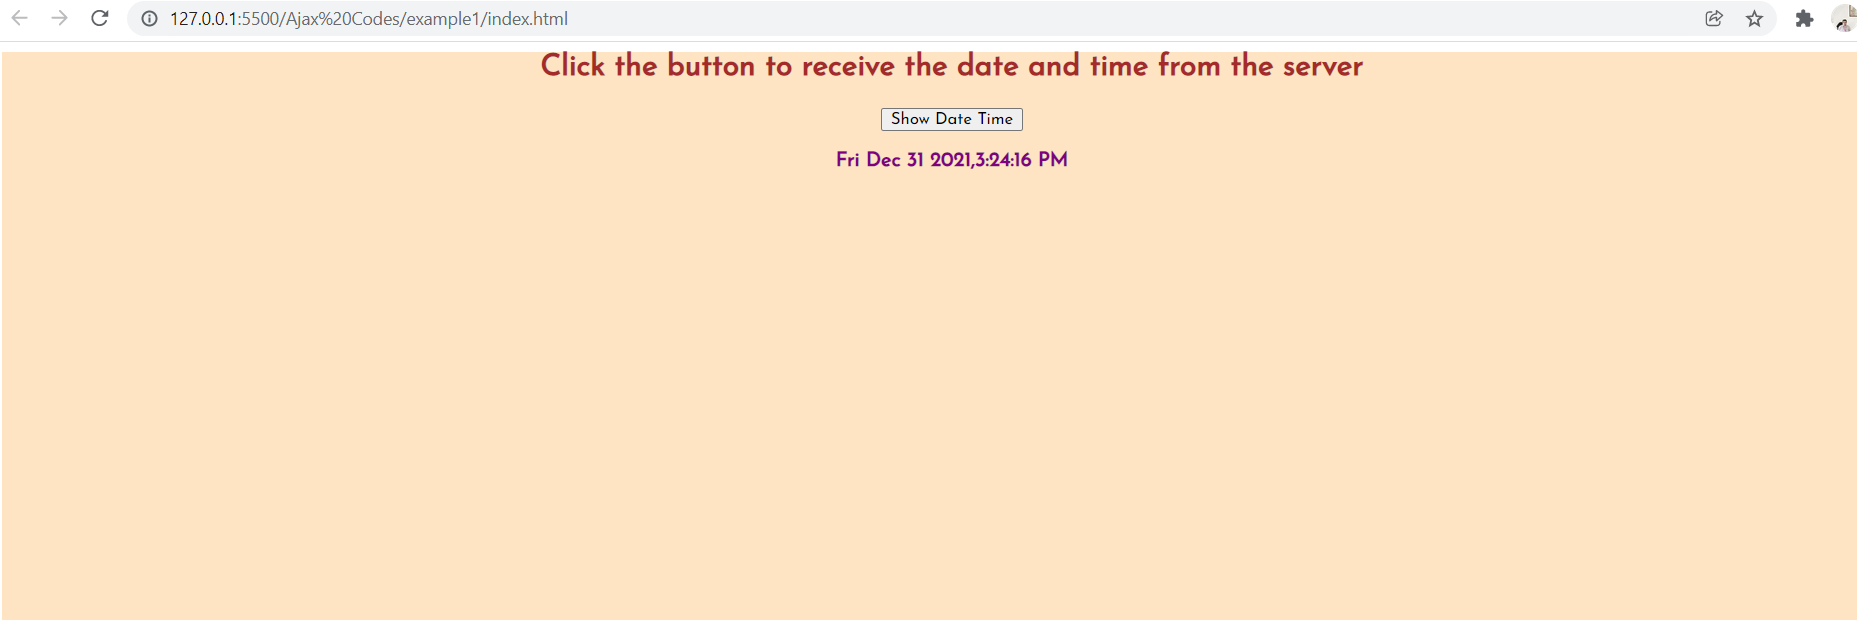 127.0.0.1:5500/Ajax%20Codes/example1/index.html
Click the button to receive the date and time from the server
Show Date Time
Fri Dec 31 2021,3:24:16 PM